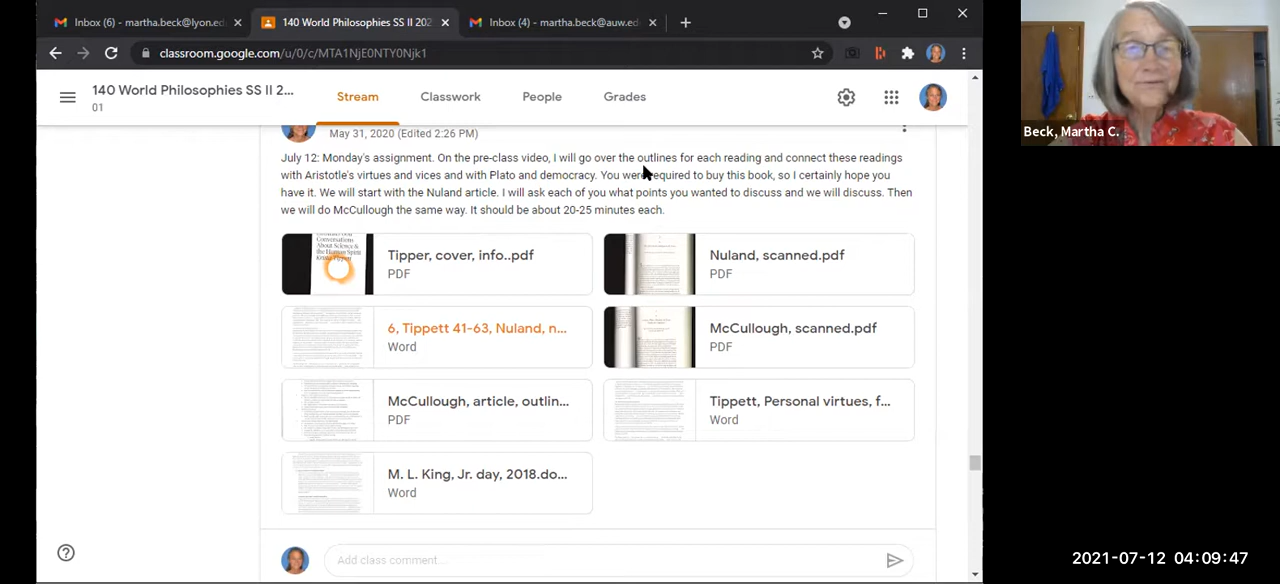 Inbox (6) - martha.beck@lyon.ed
140 World Philosophies SS II 202
Inbox (4) - martha.beck@auw.ed
classroom.google.com/u/0/c/MTA1NjE0NTY0Njk1
140 World Philosophies SS II 2...
01
Stream
Classwork
People
Grades
May 31, 2020 (Edited 2:26 PM)
July 12: Monday's assignment. On the pre-class video, I will go over the outlines for each reading and connect these readings
with Aristotle's virtues and vices and with Plato and democracy. You were required to buy this book, so I certainly hope you
have it. We will start with the Nuland article. I will ask each of you what points you wanted to discuss and we will discuss. Then
we will do McCullough the same way. It should be about 20-25 minutes each.
Conversations
About Science &
the Human Spirit
Krista Tippett
Tipper, cover, info..pdf
PDF
Nuland, scanned.pdf
PDF
6, Tippett 41-63, Nuland, n...
Word
McCullough, scanned.pdf
PDF
McCullough, article, outlin...
PDF
Tippett, Personal virtues, f...
Word
M. L. King, Jr. day, 2018.do...
Word
Add class comment...
Beck, Martha C.
2021-07-12 04:09:47